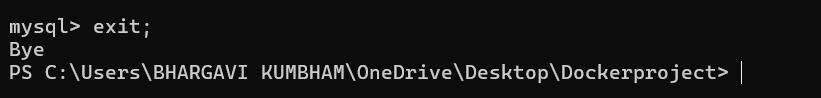 mysql> exit;
Bye
PS C:\Users\BHARGAVI KUMBHAM\OneDrive\Desktop\Dockerproject>